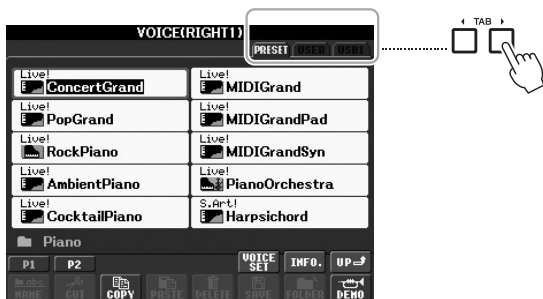 VOICE(RIGHT1)
PRESET USER USB1
TAB
Live!
ConcertGrand
Live!
MIDIGrand
Live!
PopGrand
Live!
MIDIGrandPad
Live!
RockPiano
Live!
MIDIGrandSyn
Live!
AmbientPiano
Live!
PianoOrchestra
Live!
CocktailPiano
S.Art!
Harpsichord
Piano
P1 P2 VOICE SET INFO. UP
NAME CUT COPY PASTE DELETE SAVE FOLDER DEMO